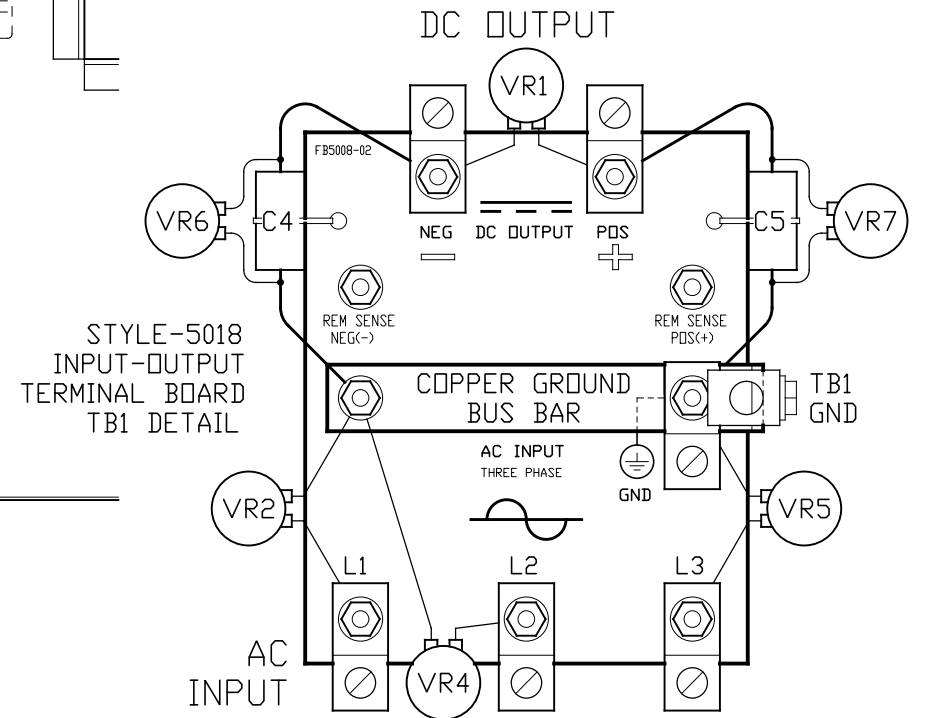 DC OUTPUT
VR1
FB5008-02
VR6
C4
C5
VR7
NEG
DC OUTPUT
POS
REM SENSE
NEG(-)
REM SENSE
POS(+)
STYLE-5018
INPUT-OUTPUT
TERMINAL BOARD
TB1 DETAIL
COPPER GROUND
BUS BAR
TB1
GND
AC INPUT
THREE PHASE
GND
VR2
VR5
L1
L2
L3
AC
INPUT
VR4